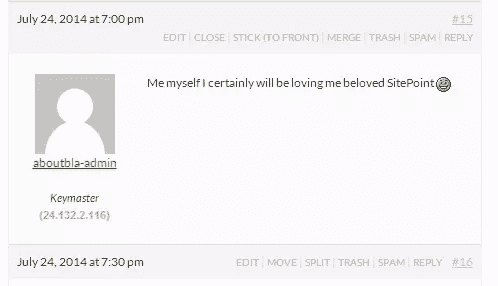 July 24, 2014 at 7:00 pm #15
EDIT | CLOSE | STICK (TO FRONT) | MERGE | TRASH | SPAM | REPLY
Me myself I certainly will be loving me beloved SitePoint
aboutbla-admin
Keymaster
(24.132.2.116)
July 24, 2014 at 7:30 pm EDIT | MOVE | SPLIT | TRASH | SPAM | REPLY #16